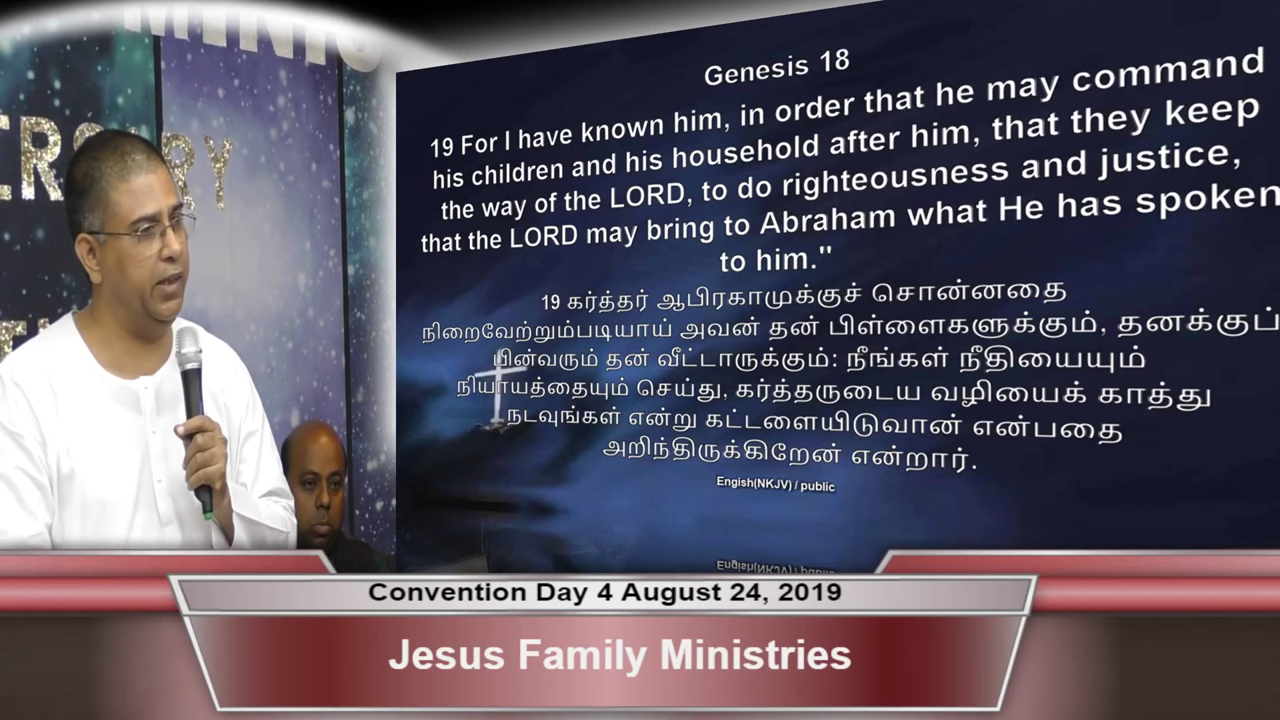 MINIS
ERSARY
Genesis 18
19 For I have known him, in order that he may command
his children and his household after him, that they keep
the way of the LORD, to do righteousness and justice,
that the LORD may bring to Abraham what He has spoken
to him."
19 கர்த்தர் ஆபிரகாமுக்குச் சொன்னதை
நிறைவேற்றும்படியாய் அவன் தன் பிள்ளைகளுக்கும், தனக்குப்
பின்வரும் தன் வீட்டாருக்கும்: நீங்கள் நீதியையும்
நியாயத்தையும் செய்து, கர்த்தருடைய வழியைக் காத்து
நடவுங்கள் என்று கட்டளையிடுவான் என்பதை
அறிந்திருக்கிறேன் என்றார்.
Engish(NKJV) / public
Convention Day 4 August 24, 2019
Jesus Family Ministries